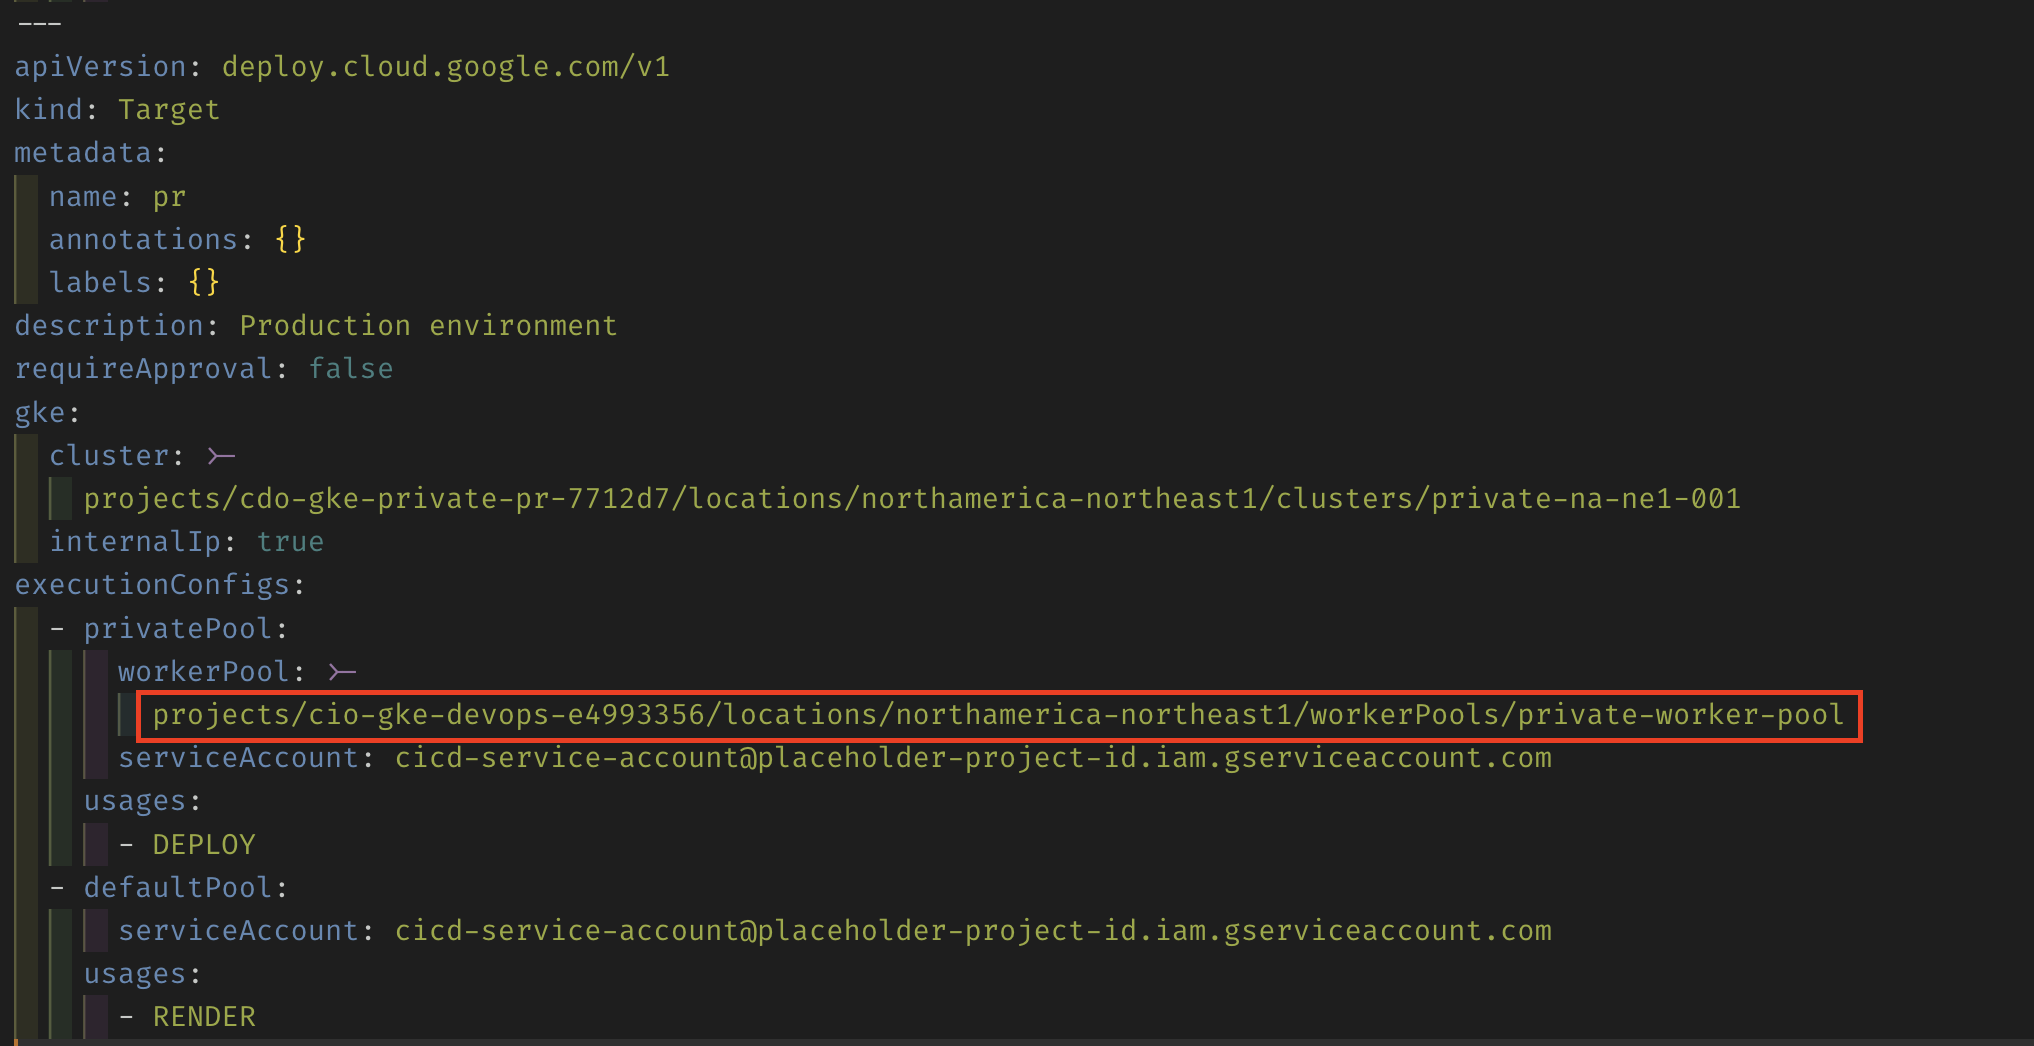 ---
apiVersion: deploy.cloud.google.com/v1
kind: Target
metadata:
  name: pr
  annotations: {}
  labels: {}
description: Production environment
requireApproval: false
gke:
  cluster: >-
    projects/cdo-gke-private-pr-7712d7/locations/northamerica-northeast1/clusters/private-na-ne1-001
  internalIp: true
executionConfigs:
  - privatePool:
      workerPool: >-
        projects/cio-gke-devops-e4993356/locations/northamerica-northeast1/workerPools/private-worker-pool
      serviceAccount: cicd-service-account@placeholder-project-id.iam.gserviceaccount.com
    usages:
      - DEPLOY
  - defaultPool:
      serviceAccount: cicd-service-account@placeholder-project-id.iam.gserviceaccount.com
    usages:
      - RENDER